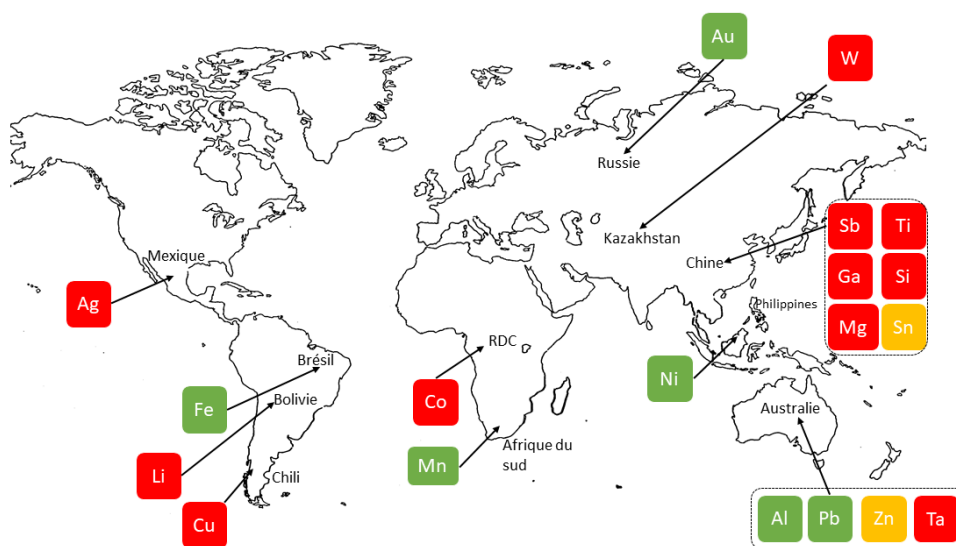 Au
W
Russie
Kazakhstan
Sb
Ti
Chine
Mexique
Ga
Si
Ag
Philippines
Mg
Sn
RDC
Brésil
Ni
Co
Fe
Bolivie
Australie
Afrique du
sud
Mn
Li
Chili
Cu
Al
Pb
Zn
Ta